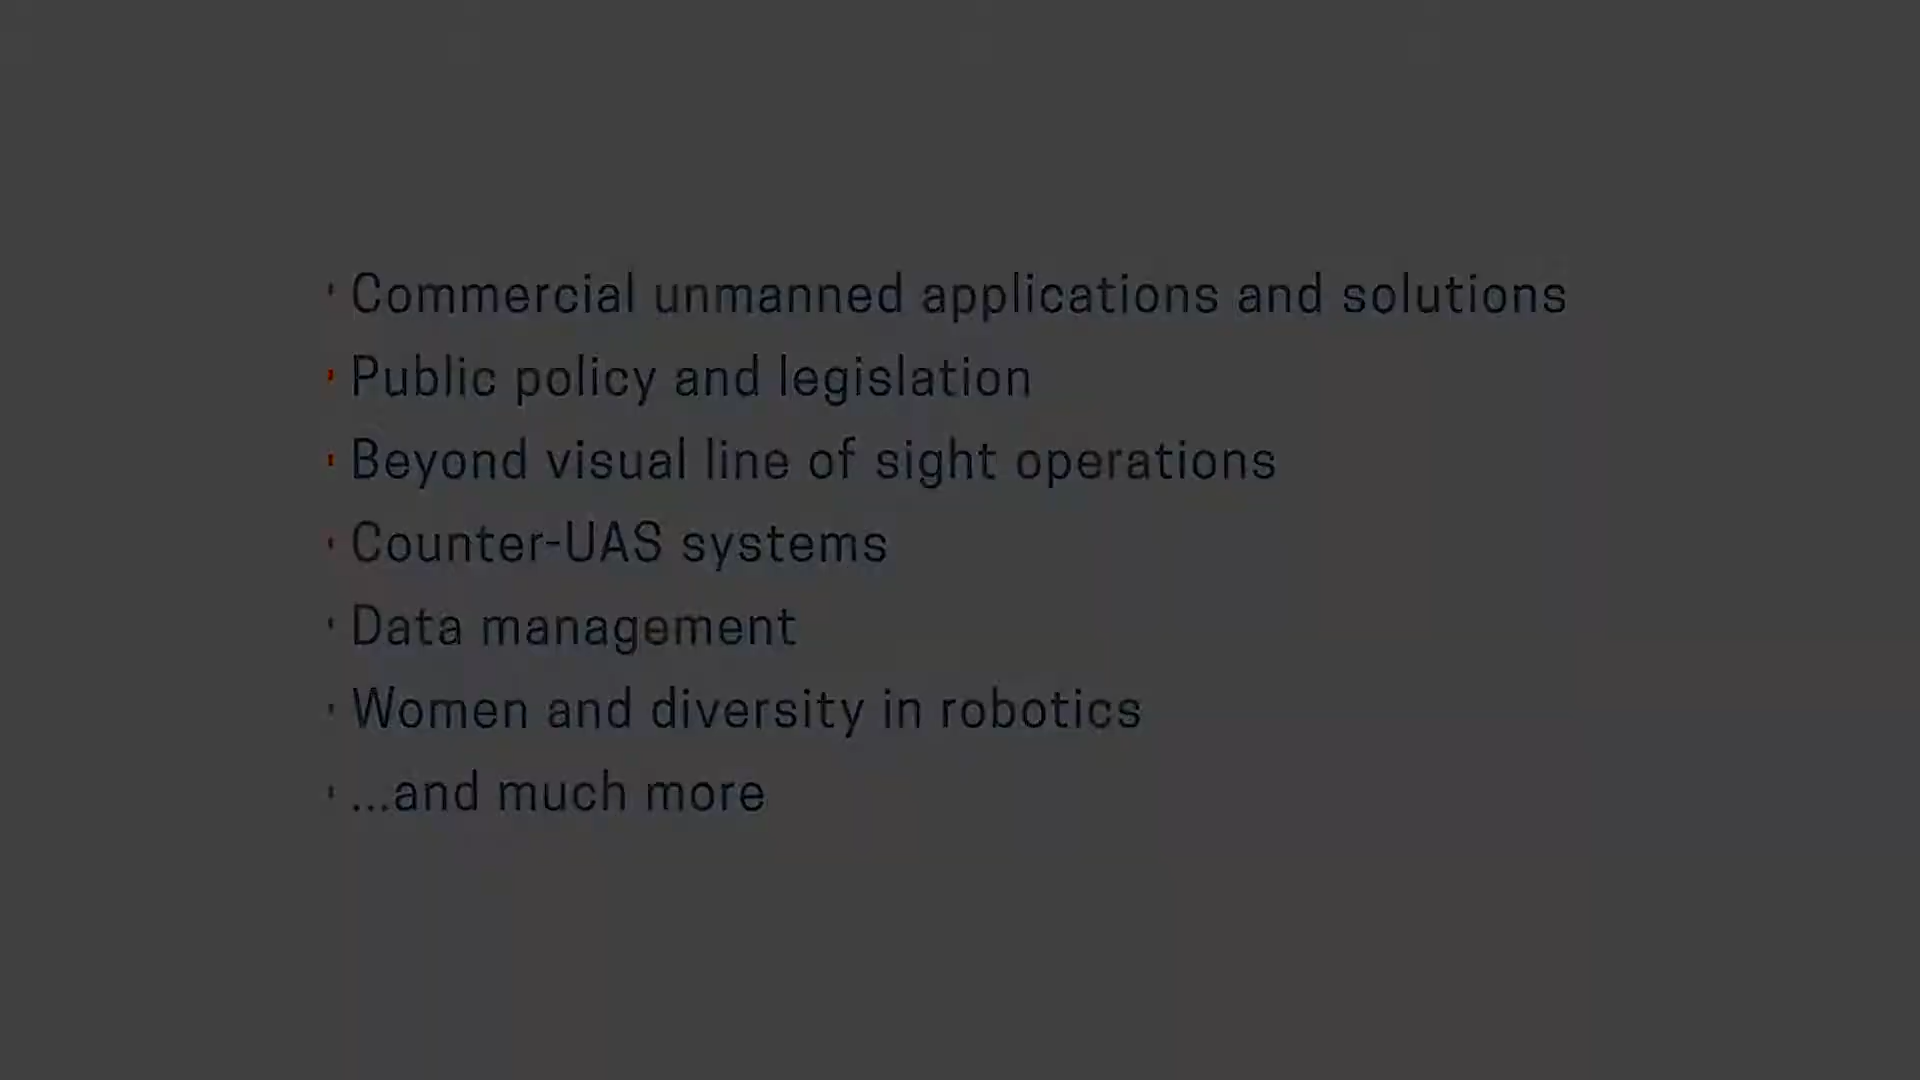 · Commercial unmanned applications and solutions
· Public policy and legislation
· Beyond visual line of sight operations
· Counter-UAS systems
· Data management
· Women and diversity in robotics
· ...and much more